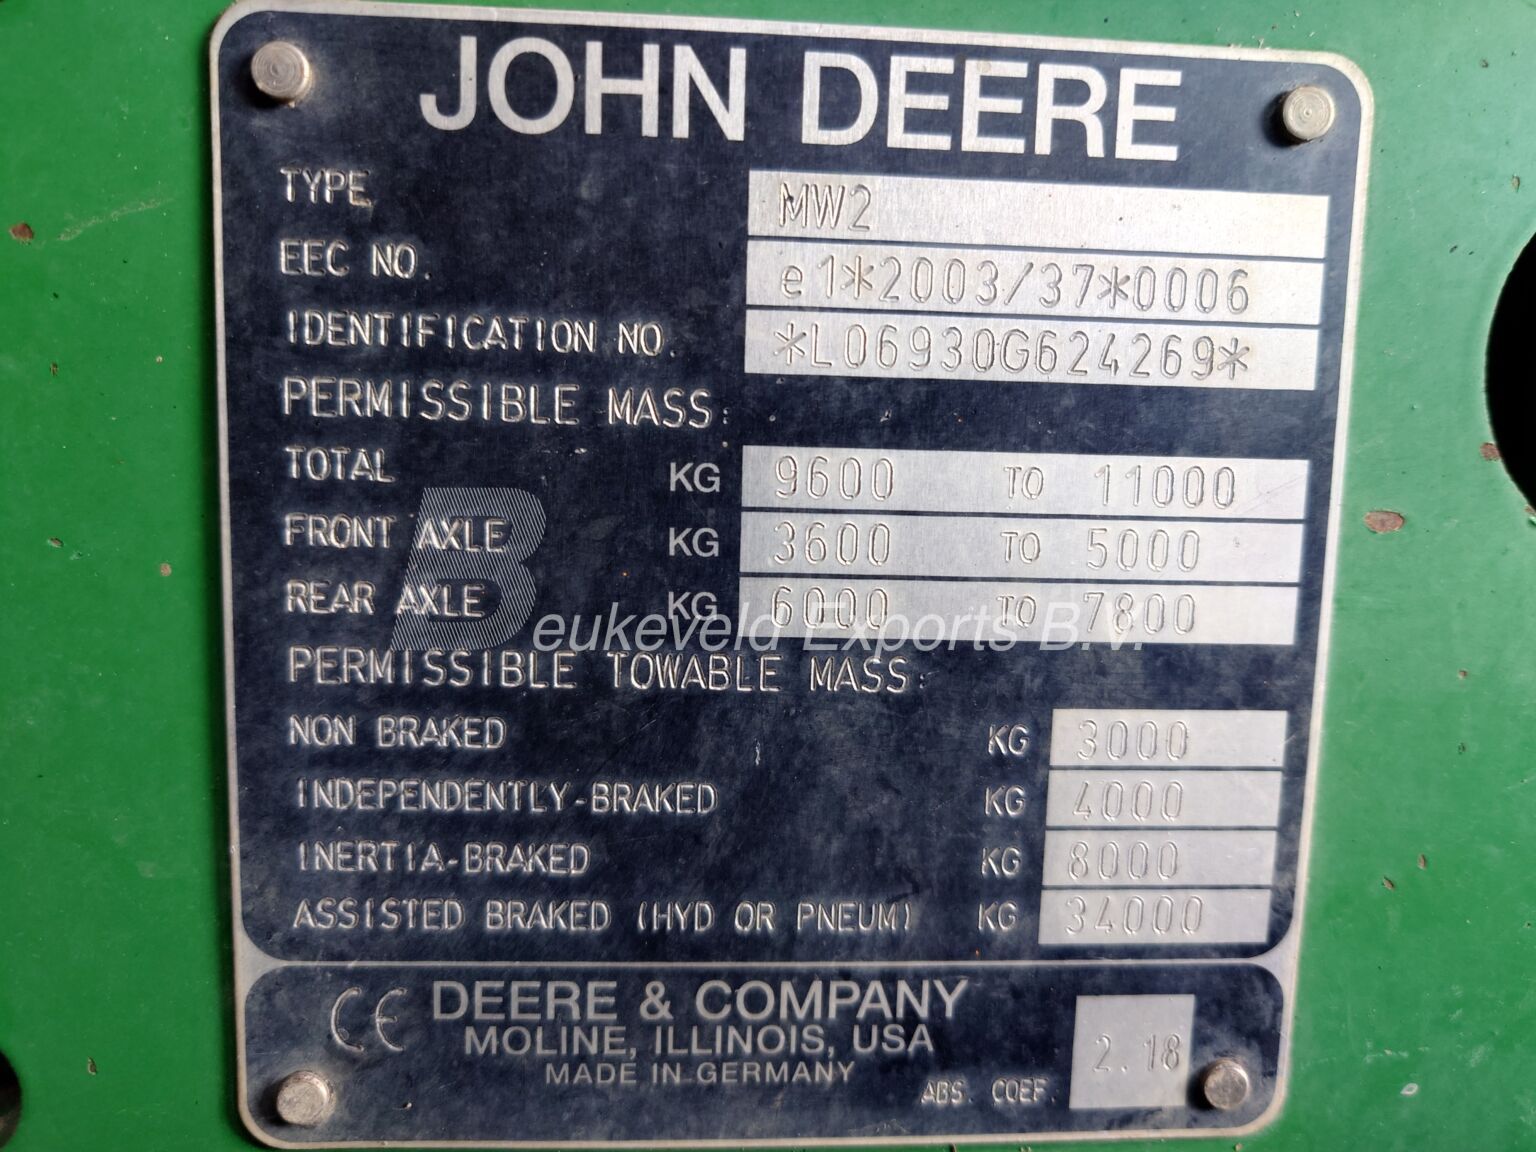 JOHN DEERE
TYPE MW2
EEC NO. e1*2003/37*0006
IDENTIFICATION NO. *L06930G624269*
PERMISSIBLE MASS:
TOTAL KG 9600 TO 11000
FRONT AXLE KG 3600 TO 5000
REAR AXLE KG 6000 TO 7800
Beukeveld Exports B.V.
PERMISSIBLE TOWABLE MASS:
NON BRAKED KG 3000
INDEPENDENTLY-BRAKED KG 4000
INERTIA-BRAKED KG 8000
ASSISTED BRAKED (HYD OR PNEUM) KG 34000
CE DEERE & COMPANY
MOLINE, ILLINOIS, USA
MADE IN GERMANY
ABS. COEF. 2.18